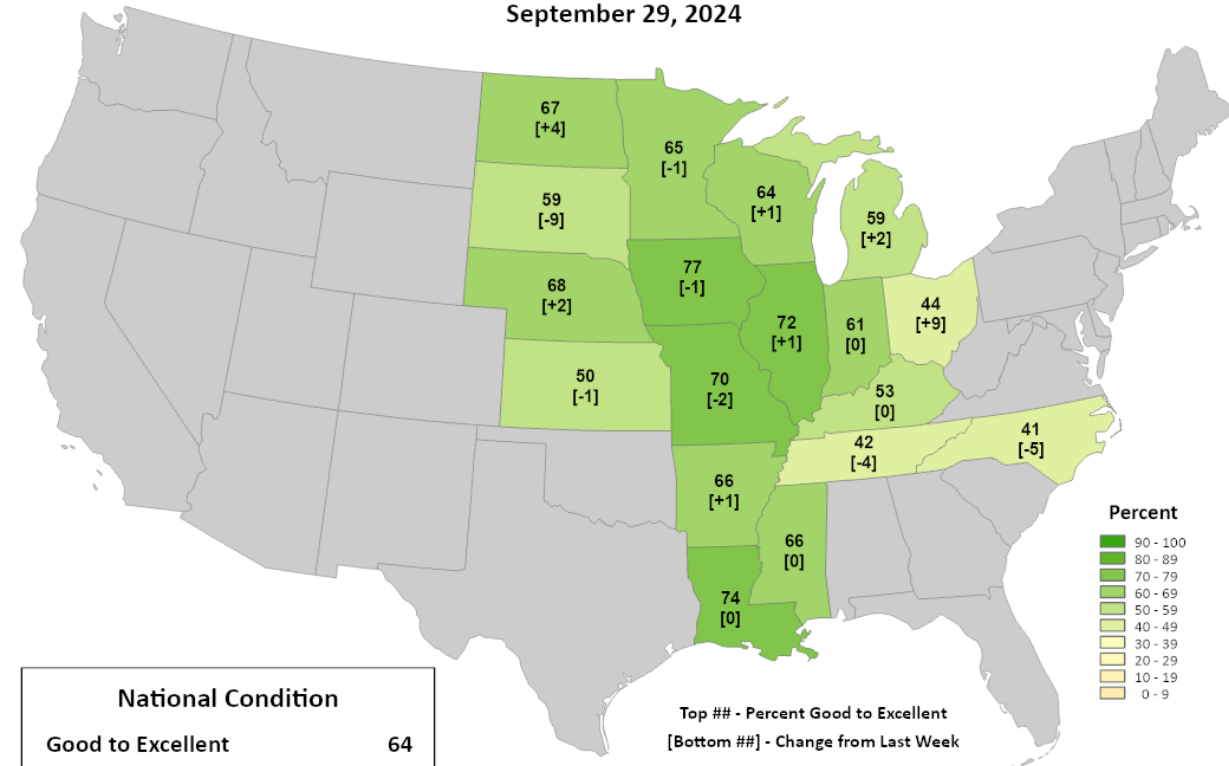 September 29, 2024
67
[+4]
65
[-1]
64
[+1]
59
[-9]
59
[+2]
77
[-1]
68
[+2]
44
[+9]
72
[+1]
61
[0]
50
[-1]
70
[-2]
53
[0]
42
[-4]
41
[-5]
66
[+1]
66
[0]
74
[0]
Percent
90 - 100
80 - 89
70 - 79
60 - 69
50 - 59
40 - 49
30 - 39
20 - 29
10 - 19
0 - 9
National Condition
Good to Excellent 64
Top ## - Percent Good to Excellent
[Bottom ##] - Change from Last Week